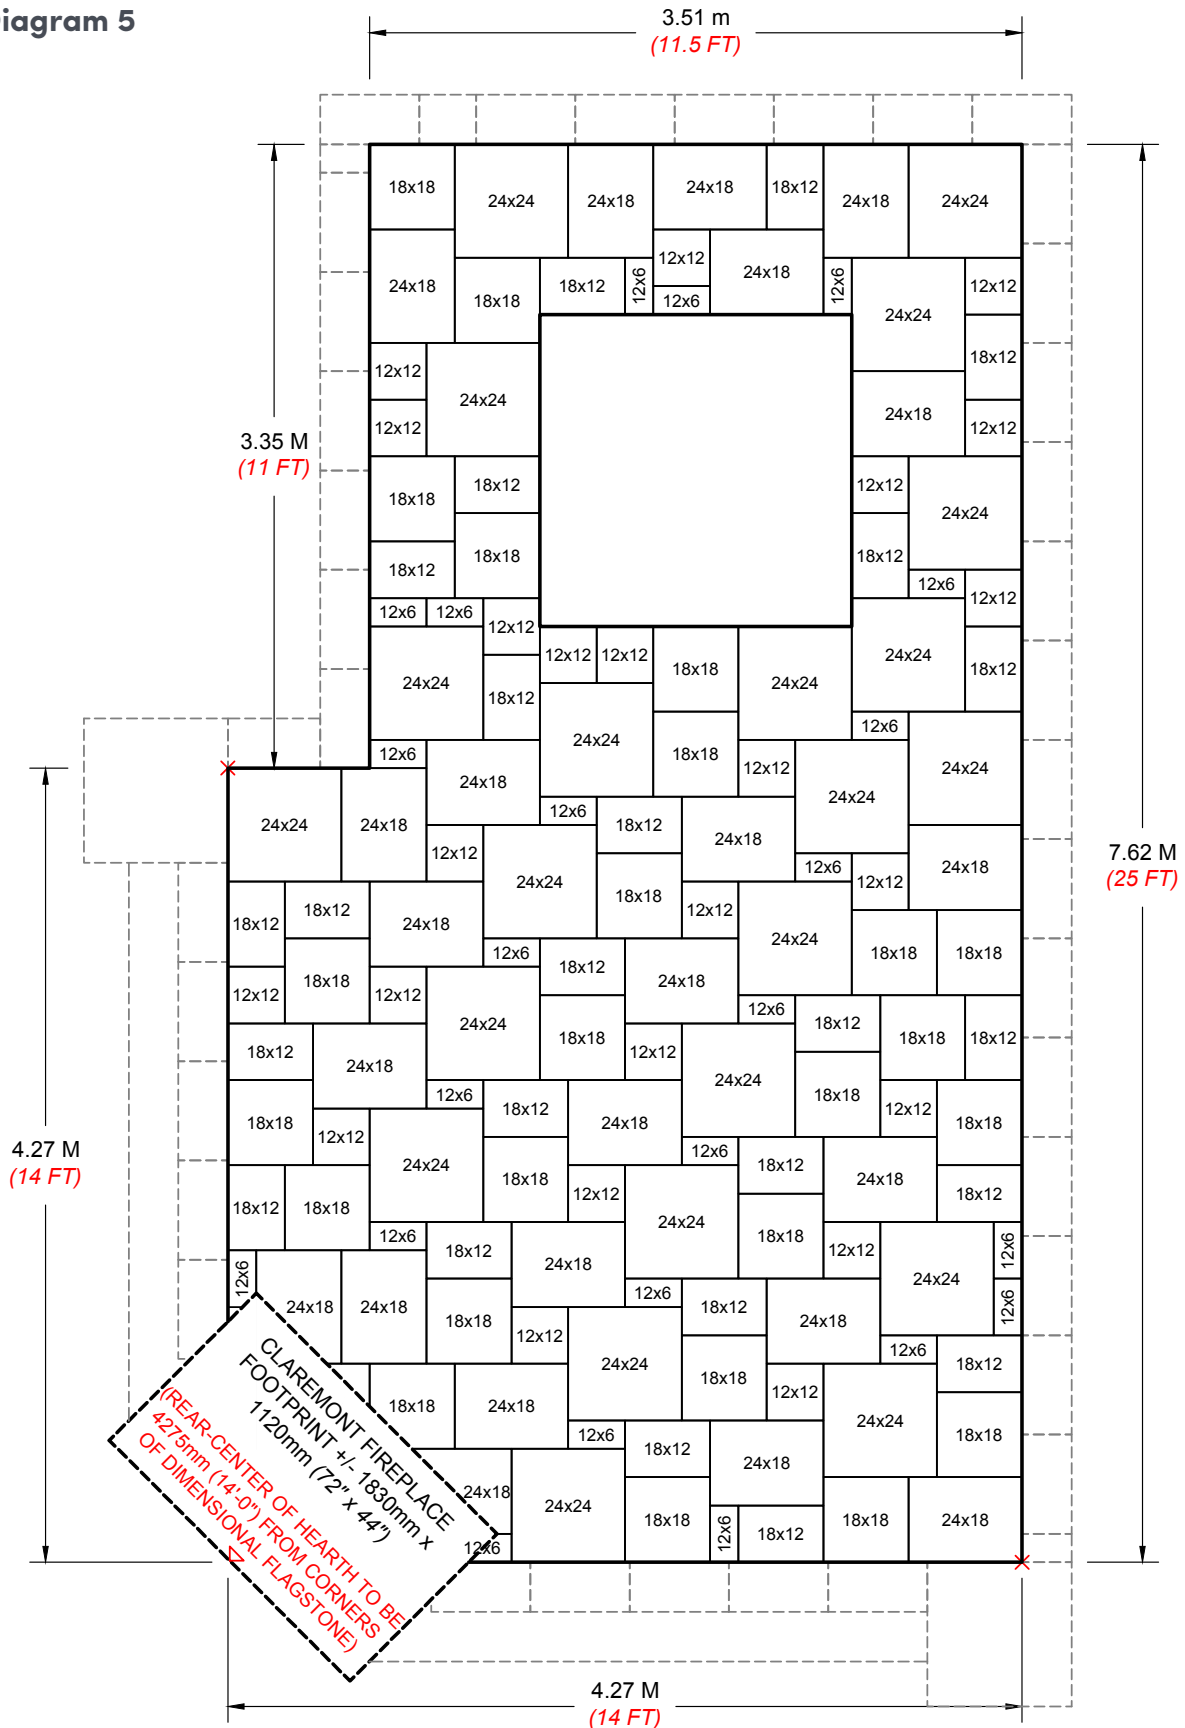 iagram 5
3.51 m
(11.5 FT)
18x18
24x24
24x18
24x18
18x12
24x18
24x24
24x18
18x18
18x12
12x6
12x12
12x6
24x18
12x6
24x24
12x12
18x12
12x12
24x24
12x12
24x18
12x12
3.35 M
(11 FT)
18x18
18x12
12x12
24x24
18x12
18x18
18x12
12x6
12x12
12x6
12x6
12x12
24x24
18x12
12x12
12x12
18x18
24x24
24x24
18x12
24x24
12x6
12x6
24x18
18x18
12x12
24x24
24x24
24x24
24x18
12x12
12x6
18x12
24x18
12x6
12x12
24x18
7.62 M
(25 FT)
24x24
18x18
12x12
18x12
18x12
24x18
12x6
24x24
18x18
18x18
12x12
18x18
12x12
24x24
18x12
24x18
12x6
18x12
18x18
18x12
18x12
24x18
12x6
18x18
12x12
24x24
18x18
12x12
18x18
18x18
12x12
24x24
18x12
24x18
12x6
18x12
24x18
18x12
4.27 M
(14 FT)
18x12
18x18
12x6
18x18
12x12
24x24
18x18
12x12
24x24
12x6
12x6
12x6
24x18
24x18
18x12
24x18
12x6
18x12
24x18
12x6
18x12
18x18
12x12
24x24
18x18
12x12
24x24
18x18
18x18
24x18
12x6
18x12
24x18
24x18
24x24
18x18
12x6
18x12
18x18
24x18
12x6
CLAREMONT FIREPLACE
FOOTPRINT +/- 1830mm x
1120mm (72" x 44")
(REAR-CENTER OF HEARTH TO BE
4275mm (14'-0") FROM CORNERS
OF DIMENSIONAL FLAGSTONE)
4.27 M
(14 FT)